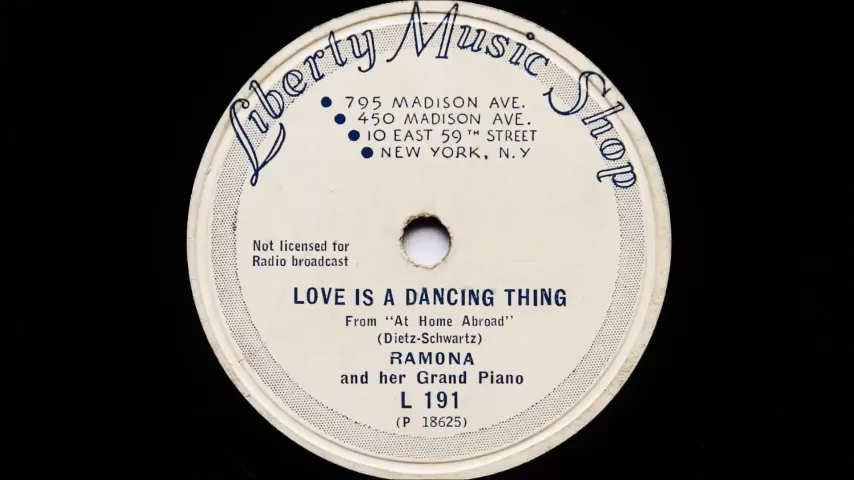 Liberty Music Shop
795 MADISON AVE.
450 MADISON AVE.
10 EAST 59TH STREET
NEW YORK, N.Y
Not licensed for
Radio broadcast
LOVE IS A DANCING THING
From "At Home Abroad"
(Dietz-Schwartz)
RAMONA
and her Grand Piano
L 191
(P 18625)